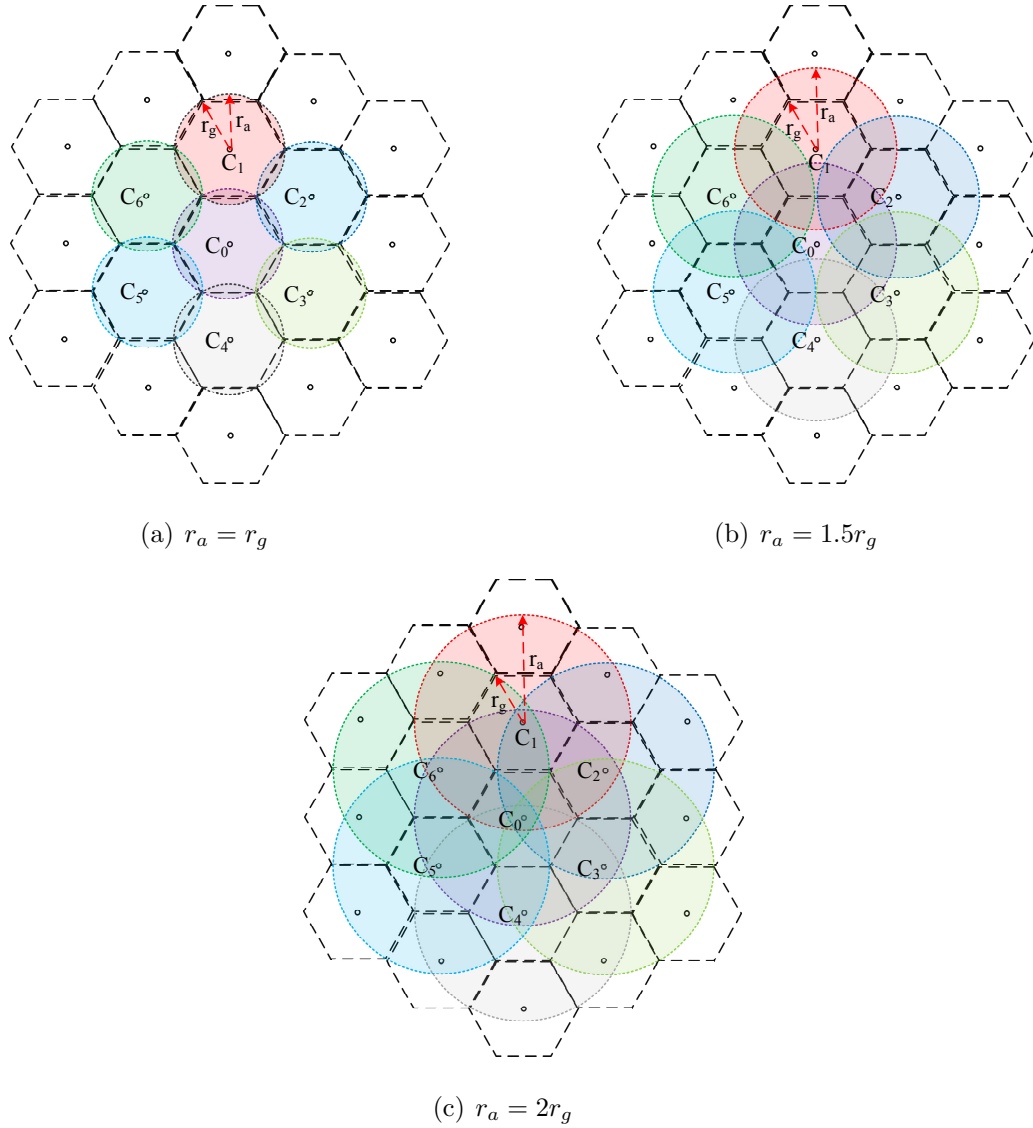 r_g
r_a
C_1
C_6
C_2
C_0
C_5
C_3
C_4
(a) r_a = r_g
r_g
r_a
C_1
C_6
C_2
C_0
C_5
C_3
C_4
(b) r_a = 1.5r_g
r_a
r_g
C_1
C_6
C_2
C_0
C_5
C_3
C_4
(c) r_a = 2r_g